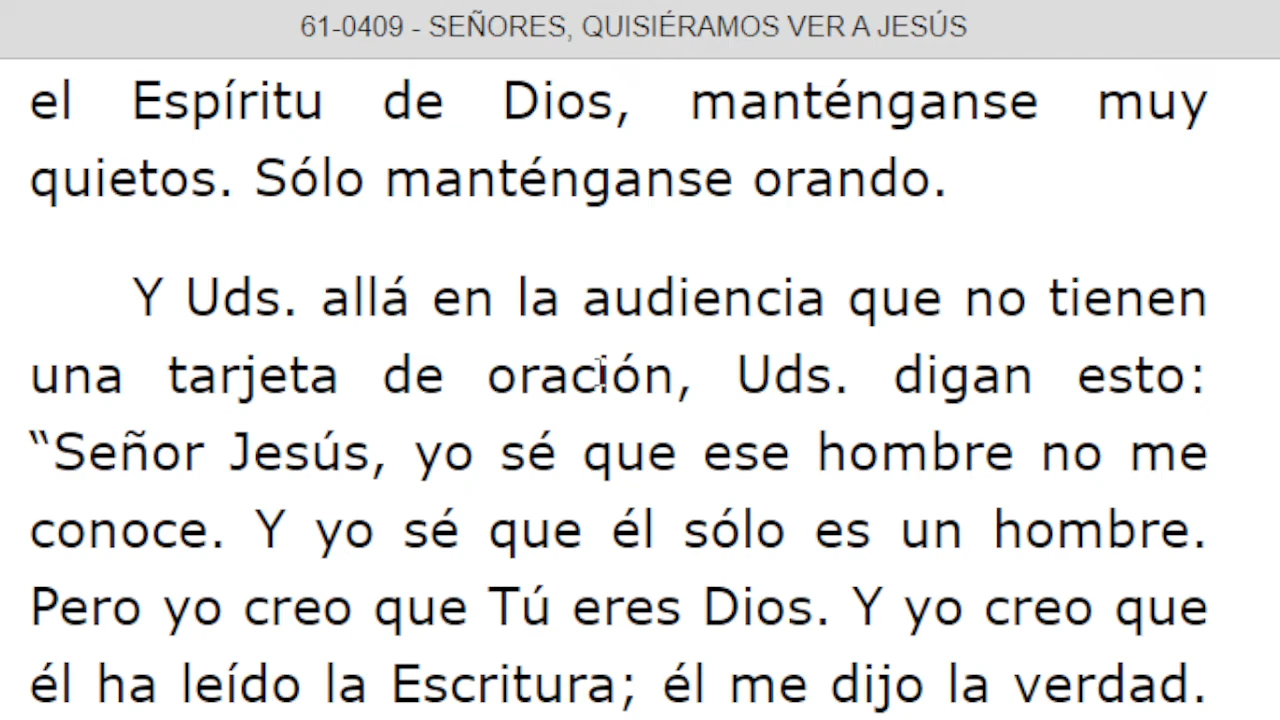 61-0409 - SEÑORES, QUISIÉRAMOS VER A JESÚS
el Espíritu de Dios, manténganse muy
quietos. Sólo manténganse orando.
Y Uds. allá en la audiencia que no tienen
una tarjeta de oración, Uds. digan esto:
“Señor Jesús, yo sé que ese hombre no me
conoce. Y yo sé que él sólo es un hombre.
Pero yo creo que Tú eres Dios. Y yo creo que
él ha leído la Escritura; él me dijo la verdad.